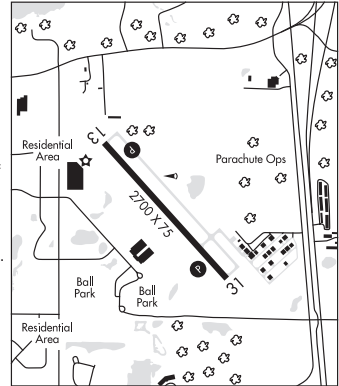 13
P
Residential
Area
Parachute Ops
2700 X 75
P
31
Ball
Park
Ball
Park
Residential
Area